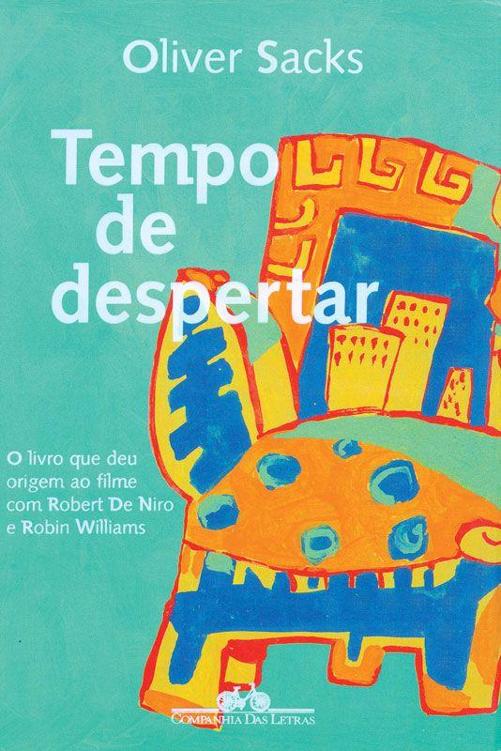 Oliver Sacks
Tempo
de
despertar
O livro que deu
origem ao filme
com Robert De Niro
e Robin Williams
COMPANHIA DAS LETRAS